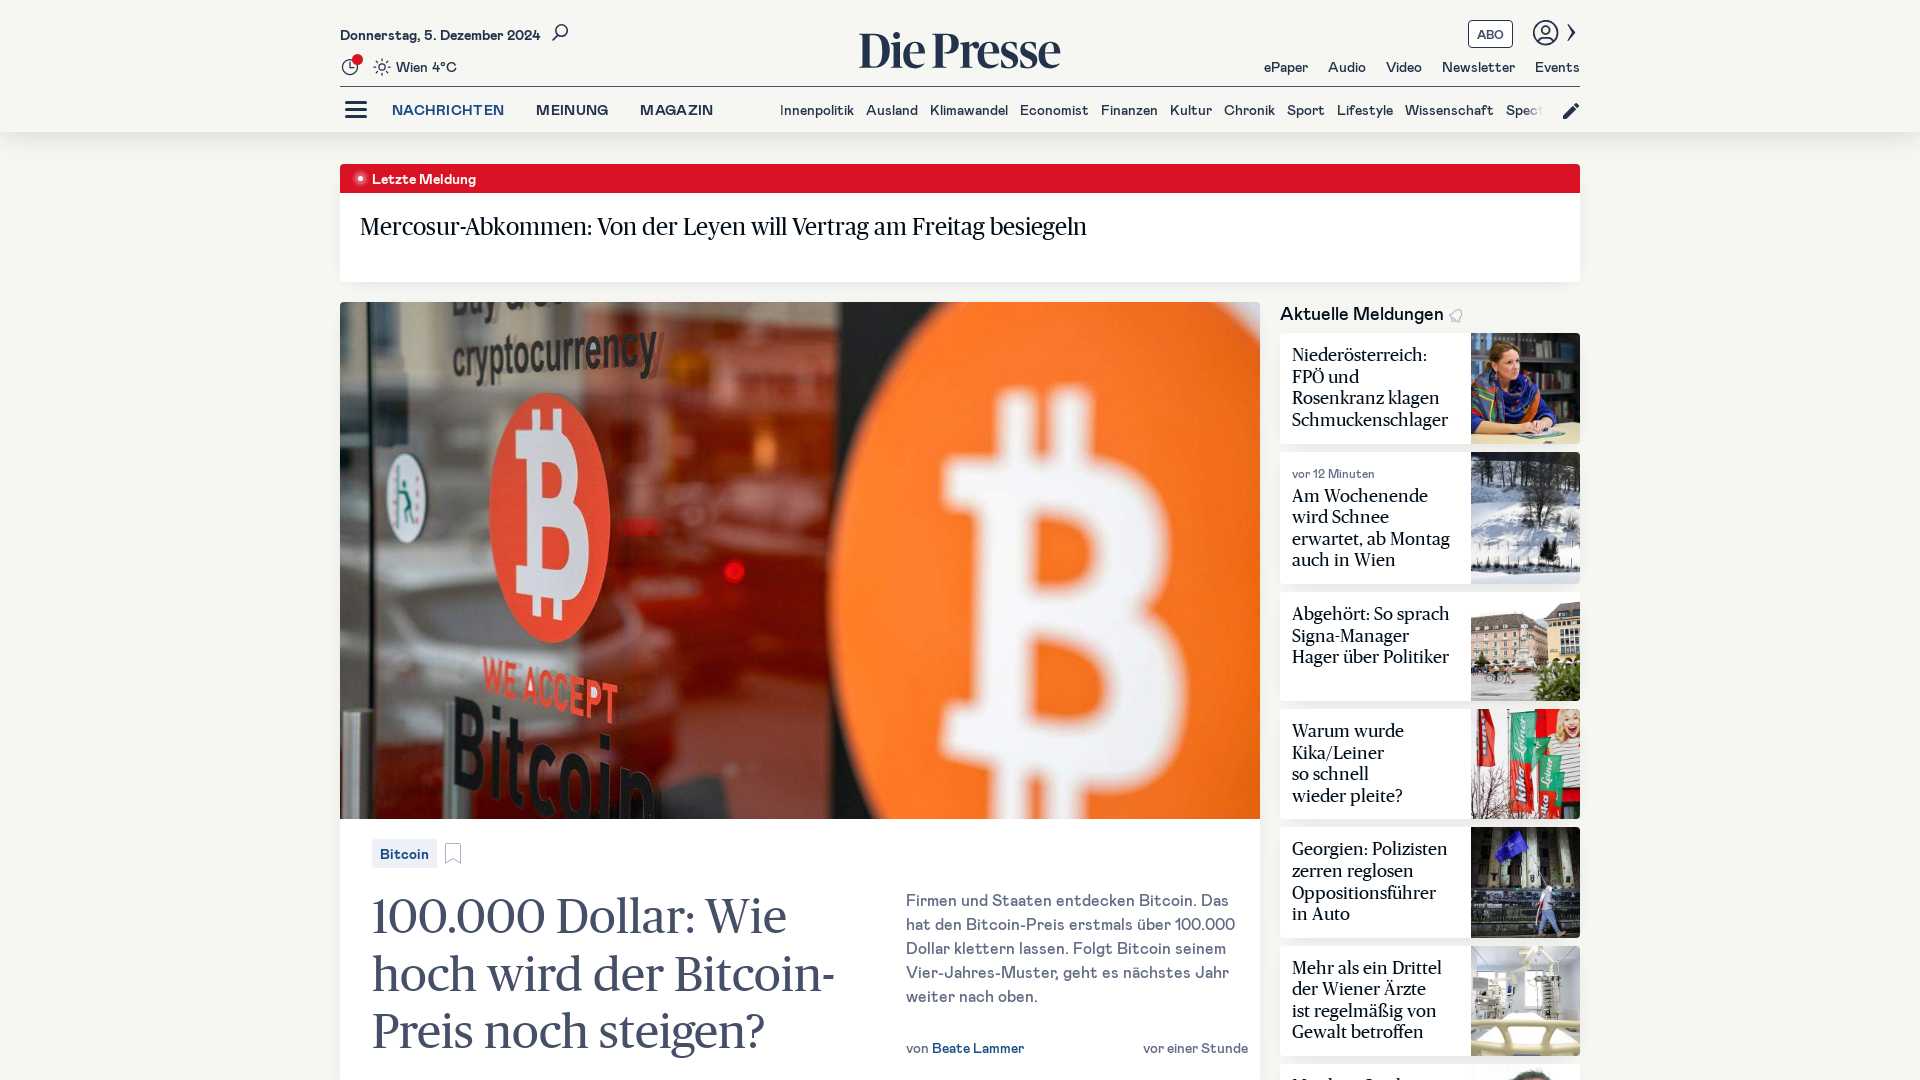 Donnerstag, 5. Dezember 2024
Wien 4°C
Die Presse
ABO
ePaper Audio Video Newsletter Events
NACHRICHTEN MEINUNG MAGAZIN
Innenpolitik Ausland Klimawandel Economist Finanzen Kultur Chronik Sport Lifestyle Wissenschaft Spect
Letzte Meldung
Mercosur-Abkommen: Von der Leyen will Vertrag am Freitag besiegeln
cryptocurrency
WE ACCEPT
Bitcoin
Bitcoin
100.000 Dollar: Wie
hoch wird der Bitcoin-
Preis noch steigen?
Firmen und Staaten entdecken Bitcoin. Das
hat den Bitcoin-Preis erstmals über 100.000
Dollar klettern lassen. Folgt Bitcoin seinem
Vier-Jahres-Muster, geht es nächstes Jahr
weiter nach oben.
von Beate Lammer
vor einer Stunde
Aktuelle Meldungen
Niederösterreich:
FPÖ und
Rosenkranz klagen
Schmuckenschlager
vor 12 Minuten
Am Wochenende
wird Schnee
erwartet, ab Montag
auch in Wien
Abgehört: So sprach
Signa-Manager
Hager über Politiker
Warum wurde
Kika/Leiner
so schnell
wieder pleite?
kika
Leiner
Georgien: Polizisten
zerren reglosen
Oppositionsführer
in Auto
Mehr als ein Drittel
der Wiener Ärzte
ist regelmäßig von
Gewalt betroffen